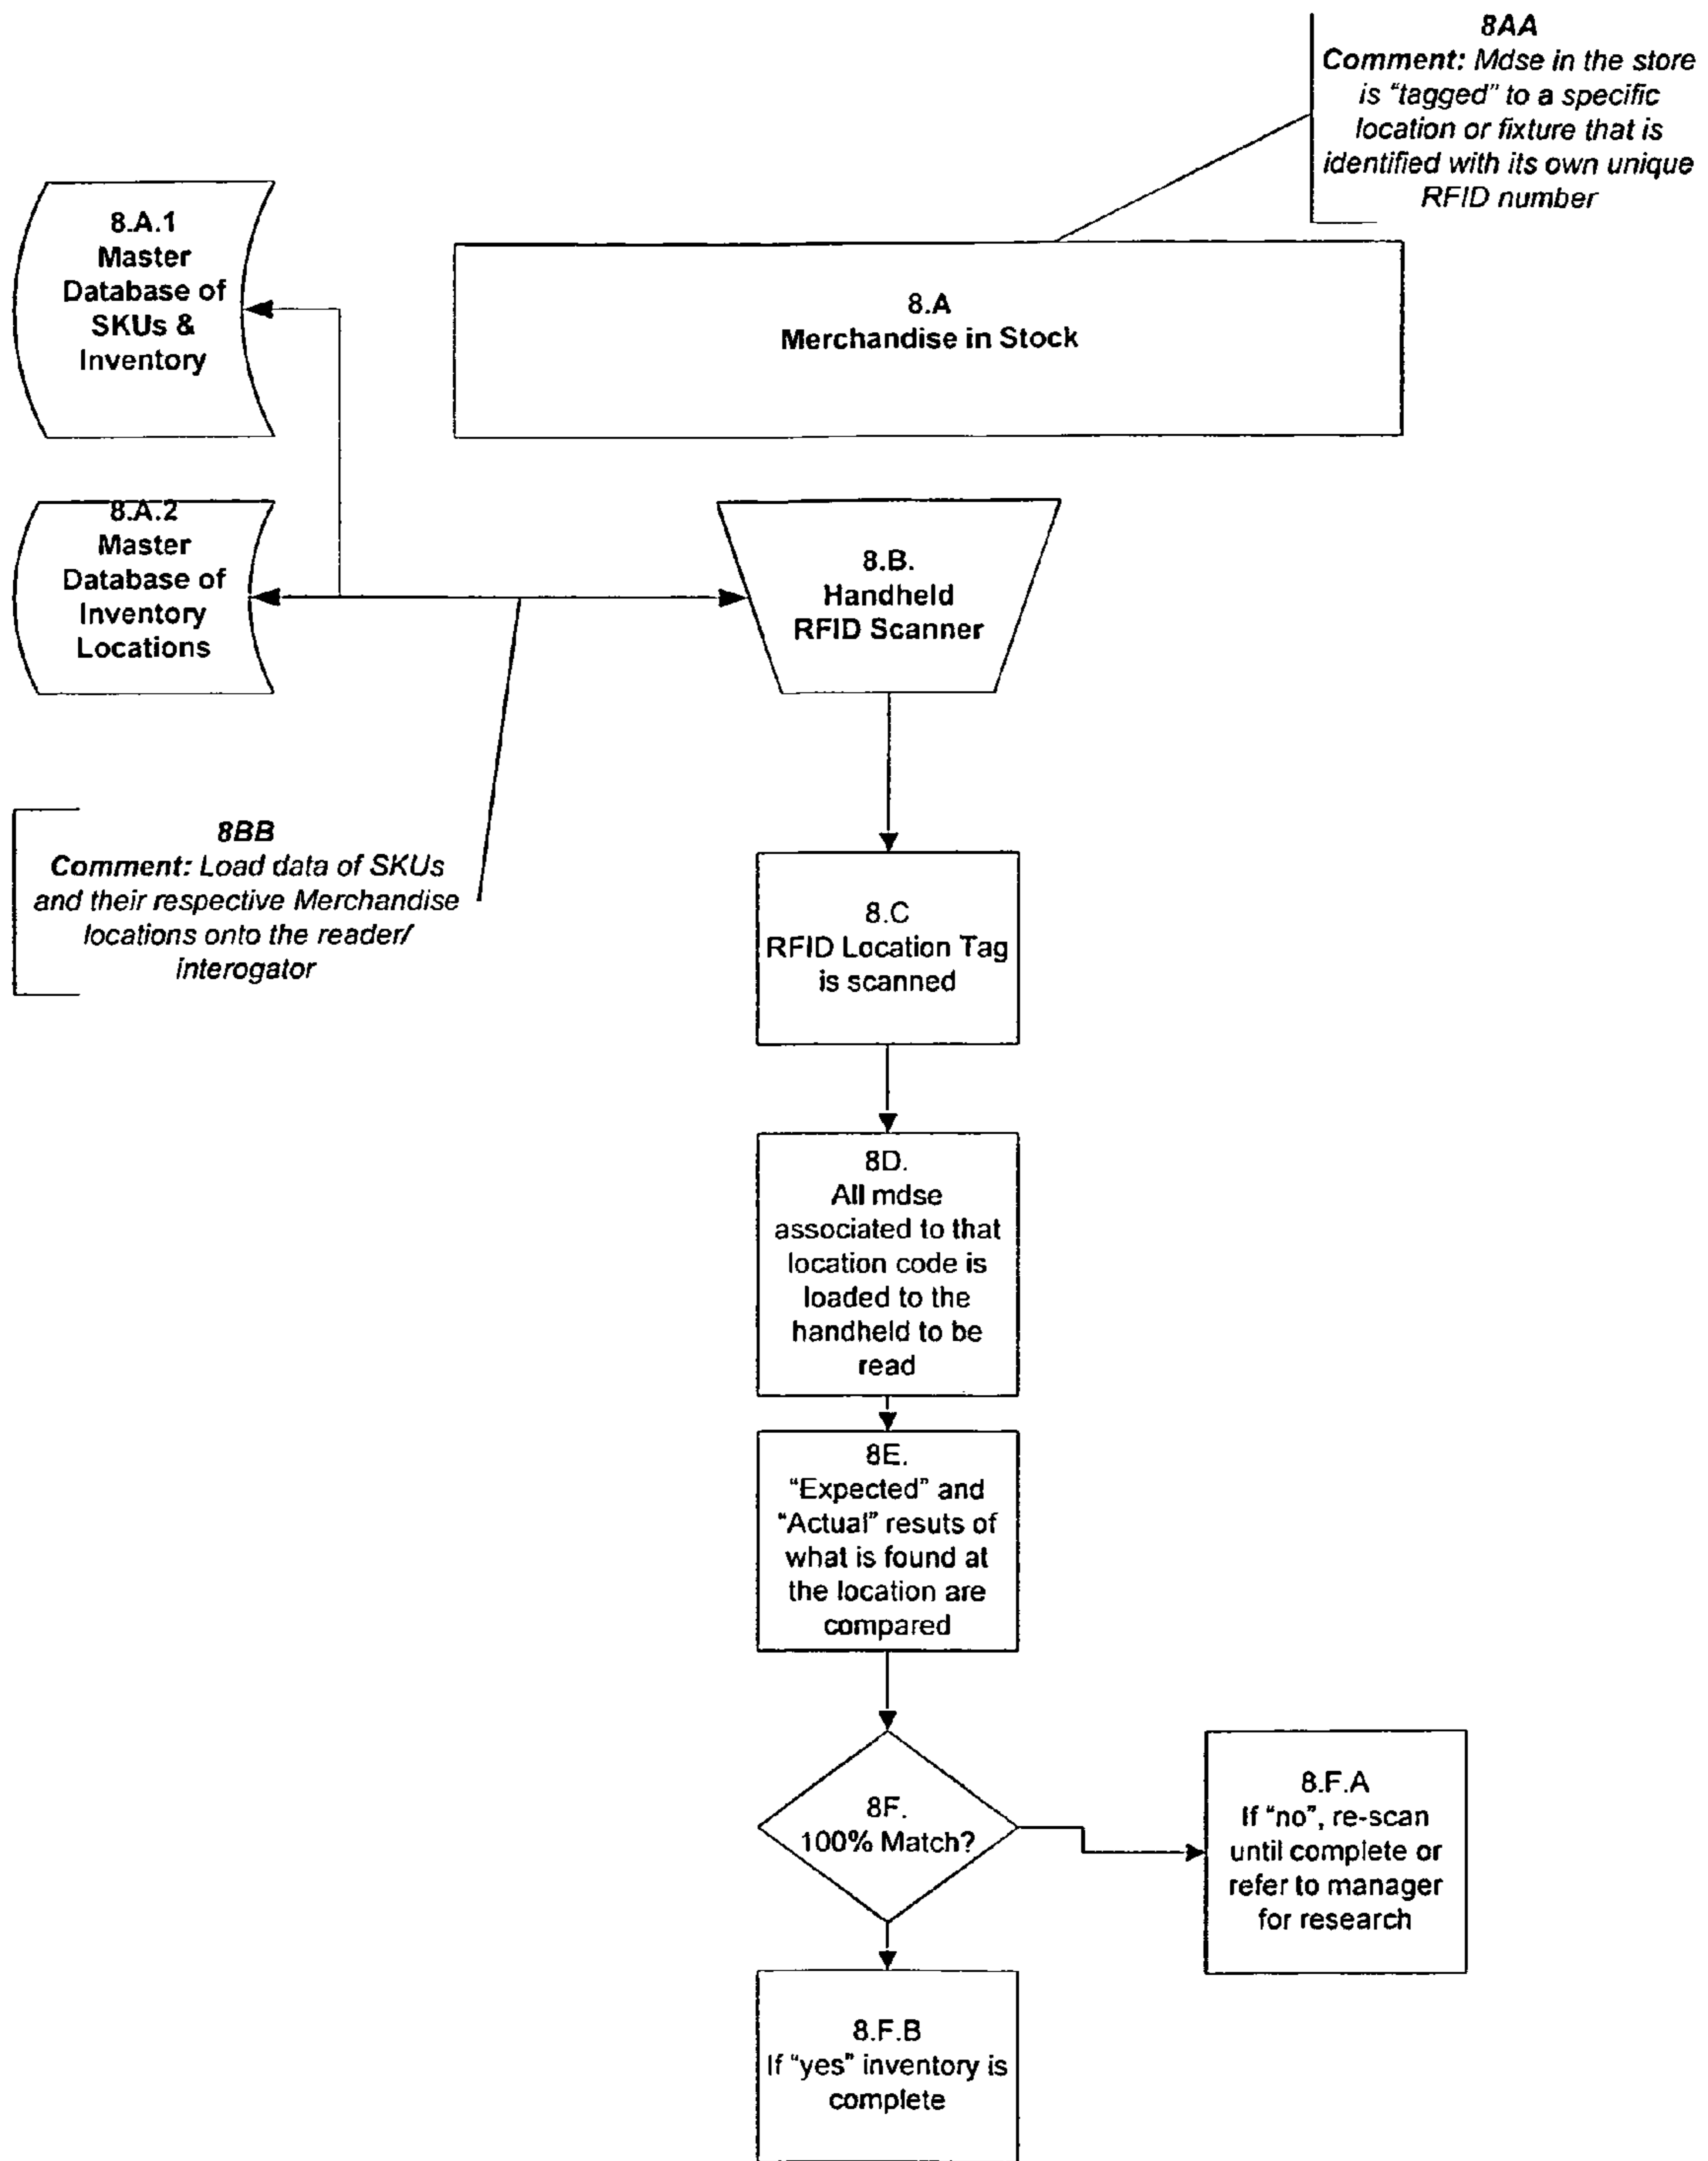 8AA
Comment: Mdse in the store
is “tagged” to a specific
location or fixture that is
identified with its own unique
RFID number
8.A.1
Master
Database of
SKUs &
Inventory
8.A
Merchandise in Stock
8.A.2
Master
Database of
Inventory
Locations
8.B.
Handheld
RFID Scanner
8BB
Comment: Load data of SKUs
and their respective Merchandise
locations onto the reader/
interogator
8.C
RFID Location Tag
is scanned
8D.
All mdse
associated to that
location code is
loaded to the
handheld to be
read
8E.
“Expected” and
“Actual” resuts of
what is found at
the location are
compared
8F.
100% Match?
8.F.A
If “no”, re-scan
until complete or
refer to manager
for research
8.F.B
If “yes” inventory is
complete